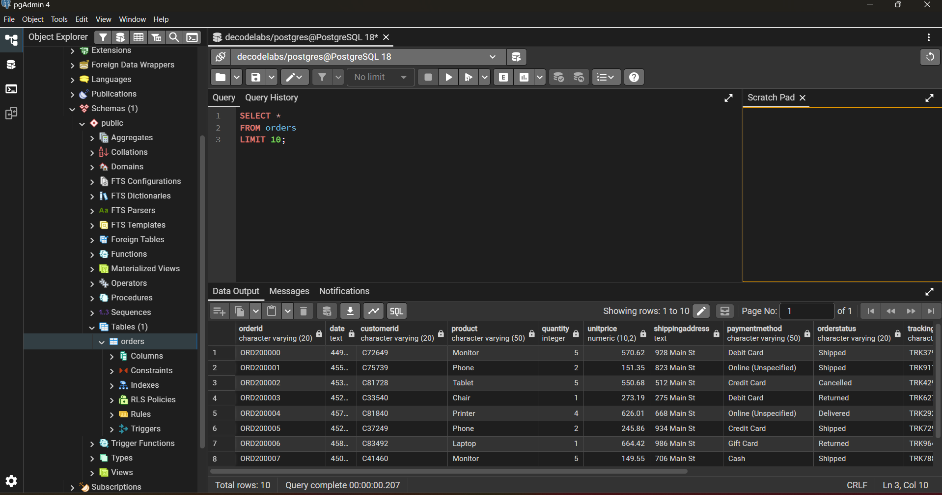 pgAdmin 4
File Object Tools Edit View Window Help
Object Explorer
decodelabs/postgres@PostgreSQL 18*
decodelabs/postgres@PostgreSQL 18
No limit
Extensions
Foreign Data Wrappers
Languages
Publications
Schemas (1)
public
Aggregates
Collations
Domains
FTS Configurations
FTS Dictionaries
Aa FTS Parsers
FTS Templates
Foreign Tables
Functions
Materialized Views
Operators
Procedures
1..3 Sequences
Tables (1)
orders
Columns
Constraints
Indexes
RLS Policies
Rules
Triggers
Trigger Functions
Types
Views
Subscriptions
Query Query History
Scratch Pad
1 SELECT *
2 FROM orders
3 LIMIT 10;
Data Output Messages Notifications
SQL
Showing rows: 1 to 10
Page No: 1 of 1
orderid date customerid product quantity unitprice shippingaddress paymentmethod orderstatus tracking
character varying (20) text character varying (20) character varying (50) integer numeric (10,2) text character varying (50) character varying (20) charact
1 ORD200000 449... C72649 Monitor 5 570.62 928 Main St Debit Card Shipped TRK37
2 ORD200001 455... C75739 Phone 2 151.35 823 Main St Online (Unspecified) Shipped TRK91
3 ORD200002 453... C81728 Tablet 5 550.68 512 Main St Credit Card Cancelled TRK42
4 ORD200003 452... C33540 Chair 1 273.19 275 Main St Debit Card Returned TRK62
5 ORD200004 457... C81840 Printer 4 626.01 668 Main St Online (Unspecified) Delivered TRK29
6 ORD200005 452... C37249 Phone 2 245.86 934 Main St Credit Card Shipped TRK72
7 ORD200006 458... C83492 Laptop 1 664.42 986 Main St Gift Card Returned TRK96
8 ORD200007 450... C41460 Monitor 5 149.55 706 Main St Cash Shipped TRK78
Total rows: 10 Query complete 00:00:00.207 CRLF Ln 3, Col 10